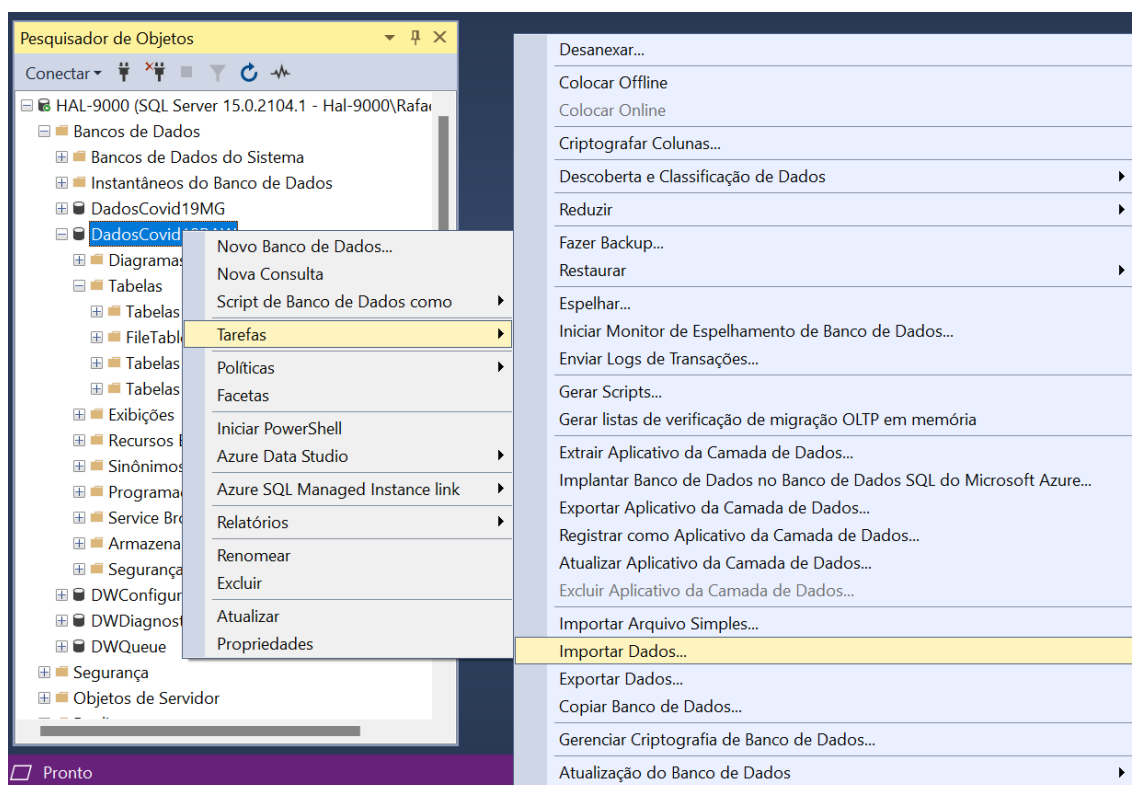 Pesquisador de Objetos
Conectar
HAL-9000 (SQL Server 15.0.2104.1 - Hal-9000\Rafae
Bancos de Dados
Bancos de Dados do Sistema
Instantâneos do Banco de Dados
DadosCovid19MG
DadosCovid19RAW
Diagramas
Tabelas
Tabelas
FileTable
Tabelas
Tabelas
Exibições
Recursos E
Sinônimos
Programa
Service Bro
Armazena
Segurança
DWConfigur
DWDiagnost
DWQueue
Segurança
Objetos de Servidor
Pronto
Novo Banco de Dados...
Nova Consulta
Script de Banco de Dados como
Tarefas
Políticas
Facetas
Iniciar PowerShell
Azure Data Studio
Azure SQL Managed Instance link
Relatórios
Renomear
Excluir
Atualizar
Propriedades
Desanexar...
Colocar Offline
Colocar Online
Criptografar Colunas...
Descoberta e Classificação de Dados
Reduzir
Fazer Backup...
Restaurar
Espelhar...
Iniciar Monitor de Espelhamento de Banco de Dados...
Enviar Logs de Transações...
Gerar Scripts...
Gerar listas de verificação de migração OLTP em memória
Extrair Aplicativo da Camada de Dados...
Implantar Banco de Dados no Banco de Dados SQL do Microsoft Azure...
Exportar Aplicativo da Camada de Dados...
Registrar como Aplicativo da Camada de Dados...
Atualizar Aplicativo da Camada de Dados...
Excluir Aplicativo da Camada de Dados...
Importar Arquivo Simples...
Importar Dados...
Exportar Dados...
Copiar Banco de Dados...
Gerenciar Criptografia de Banco de Dados...
Atualização do Banco de Dados